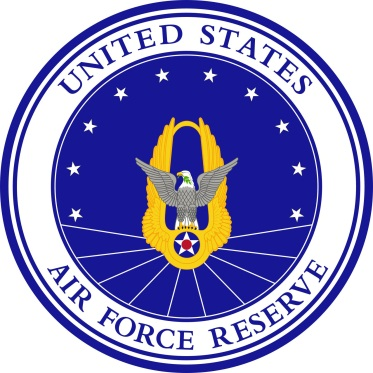 UNITED STATES
AIR FORCE RESERVE